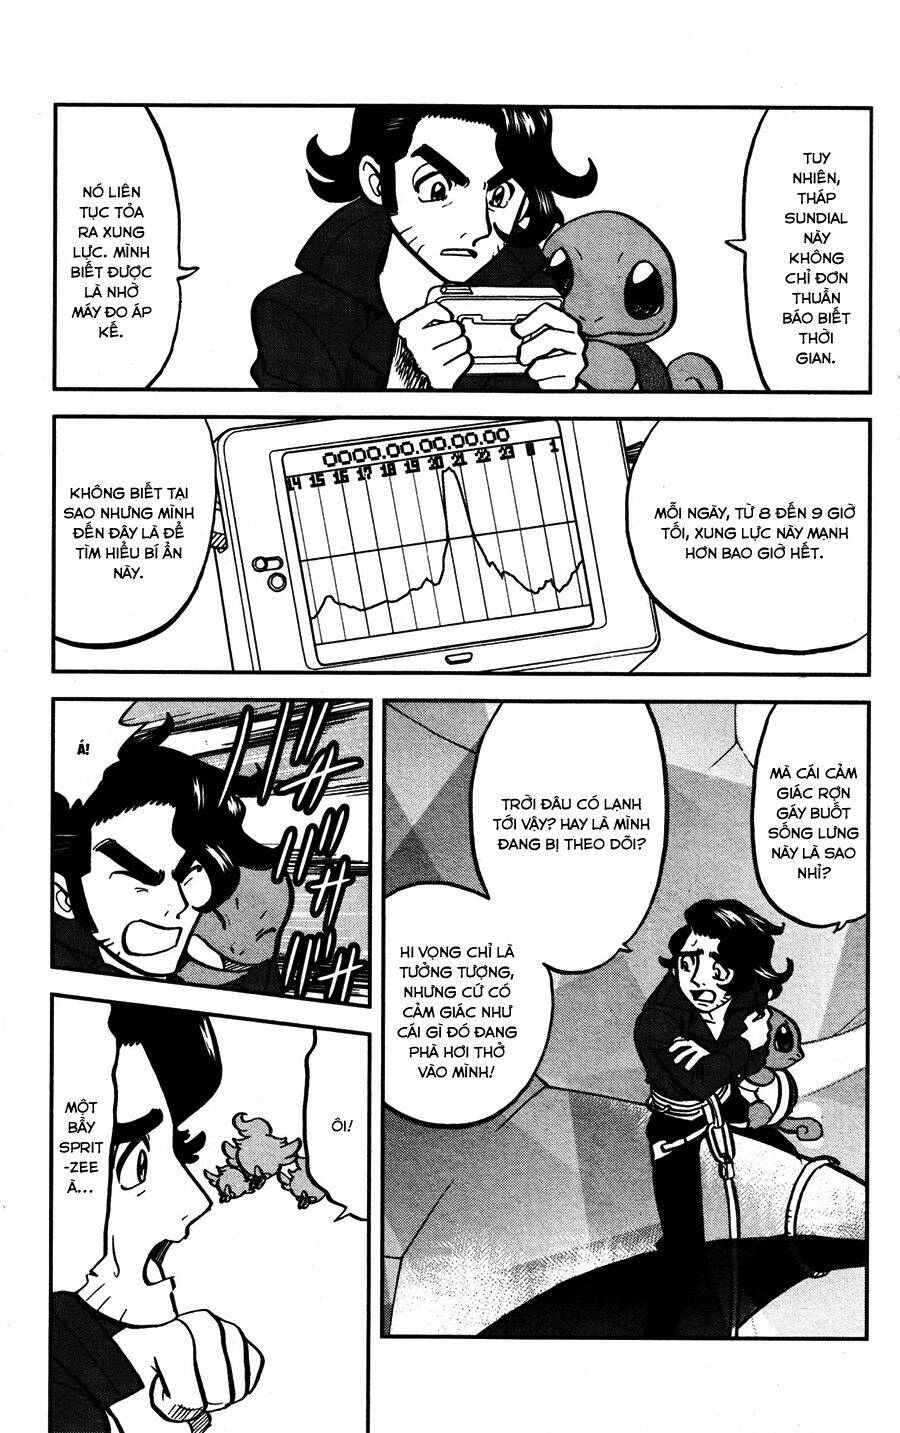 TUY
NHIÊN,
THÁP
SUNDIAL
NÀY
KHÔNG
CHỈ ĐƠN
THUẦN
BÁO BIẾT
THỜI
GIAN.
NÓ LIÊN
TỤC TỎA
RA XUNG
LỰC. MÌNH
BIẾT ĐƯỢC
LÀ NHỜ
MÁY ĐO ÁP
KẾ.
MỖI NGÀY, TỪ 8 ĐẾN 9 GIỜ
TỐI, XUNG LỰC NÀY MẠNH
HƠN BAO GIỜ HẾT.
0000.00.00.00.00
14 15 16 17 18 19 20 21 22 23 0 1
KHÔNG BIẾT TẠI
SAO NHƯNG MÌNH
ĐẾN ĐÂY LÀ ĐỂ
TÌM HIỂU BÍ ẨN
NÀY.
MÀ CÁI CẢM
GIÁC RỢN
GÁY BUỐT
SỐNG LƯNG
NÀY LÀ SAO
NHỈ?
TRỜI ĐÂU CÓ LẠNH
TỚI VẬY? HAY LÀ MÌNH
ĐANG BỊ THEO DÕI?
HI VỌNG CHỈ LÀ
TƯỞNG TƯỢNG,
NHƯNG CỨ CÓ
CẢM GIÁC NHƯ
CÁI GÌ ĐÓ ĐANG
PHÀ HƠI THỞ
VÀO MÌNH!
Á!
ÔI!
MỘT
BẦY
SPRIT
-ZEE
À...